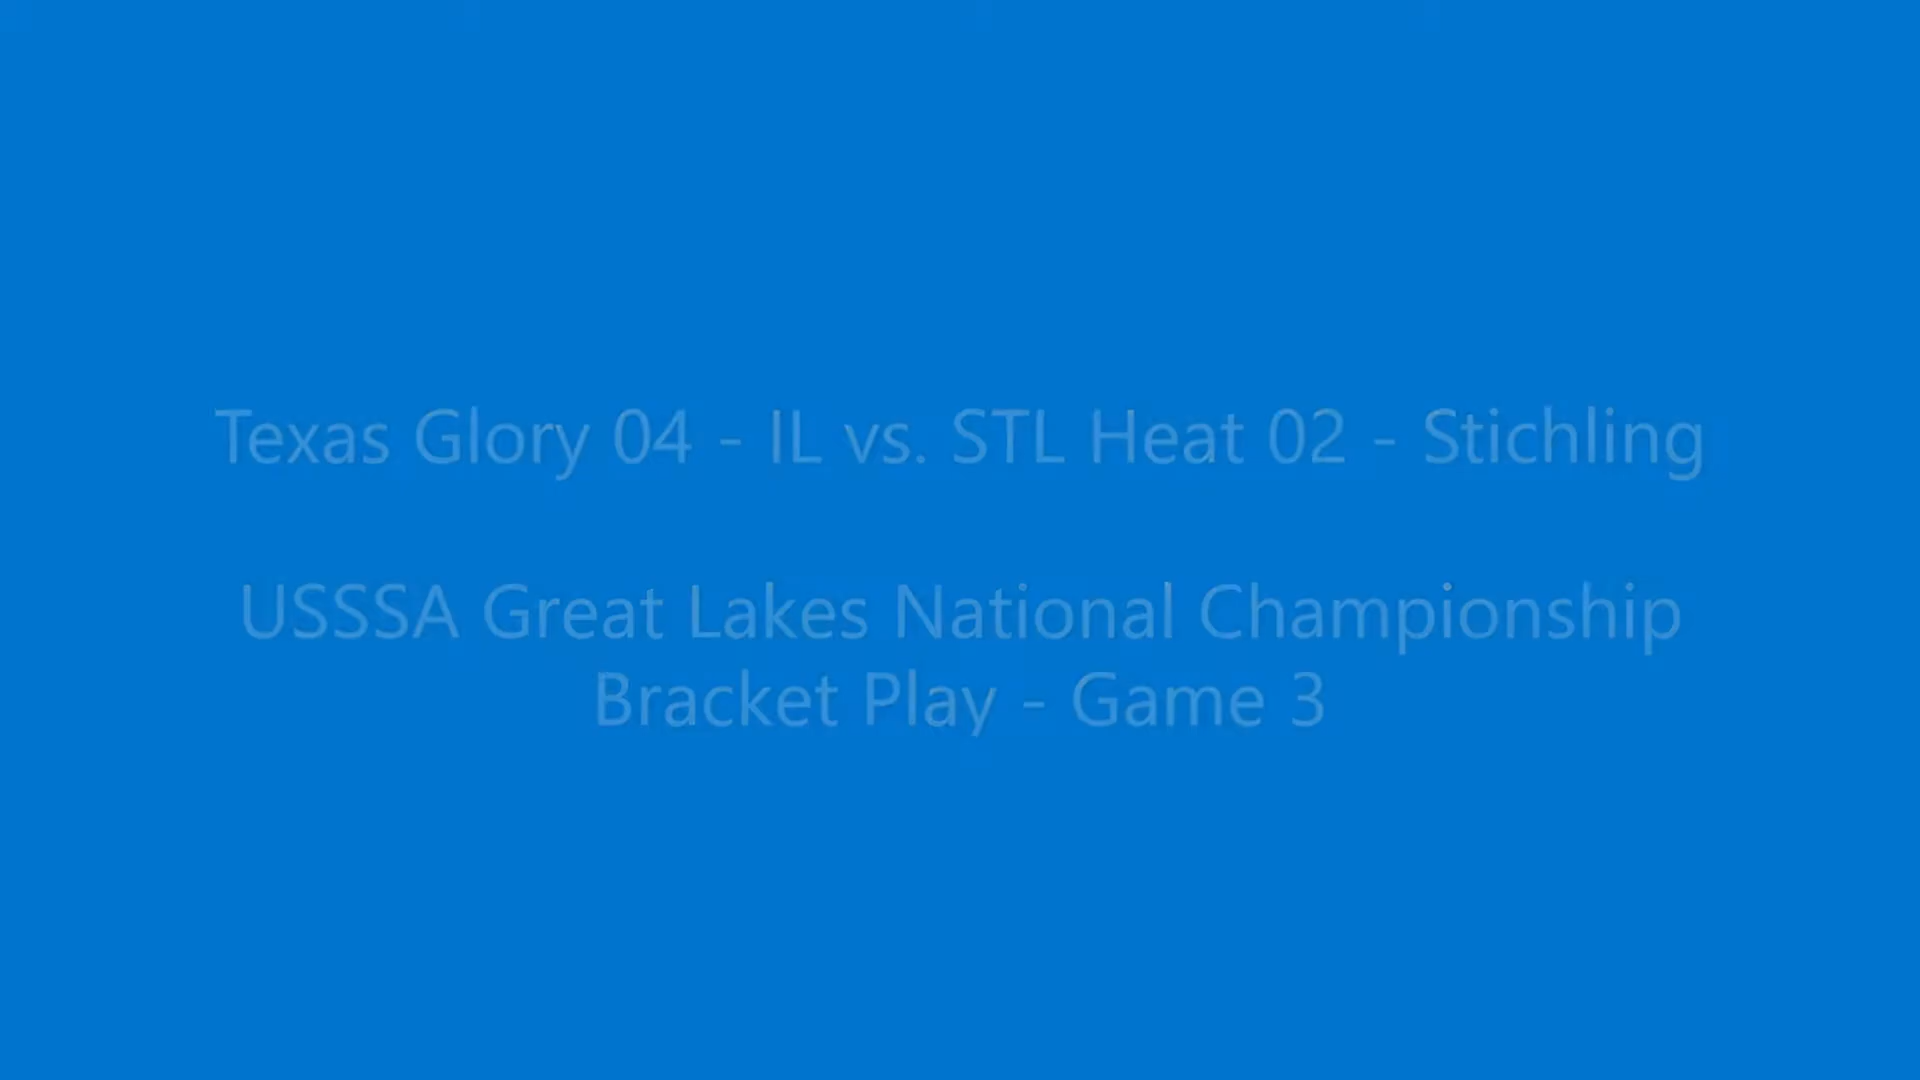 Texas Glory 04 - IL vs. STL Heat 02 - Stichling
USSSA Great Lakes National Championship
Bracket Play - Game 3